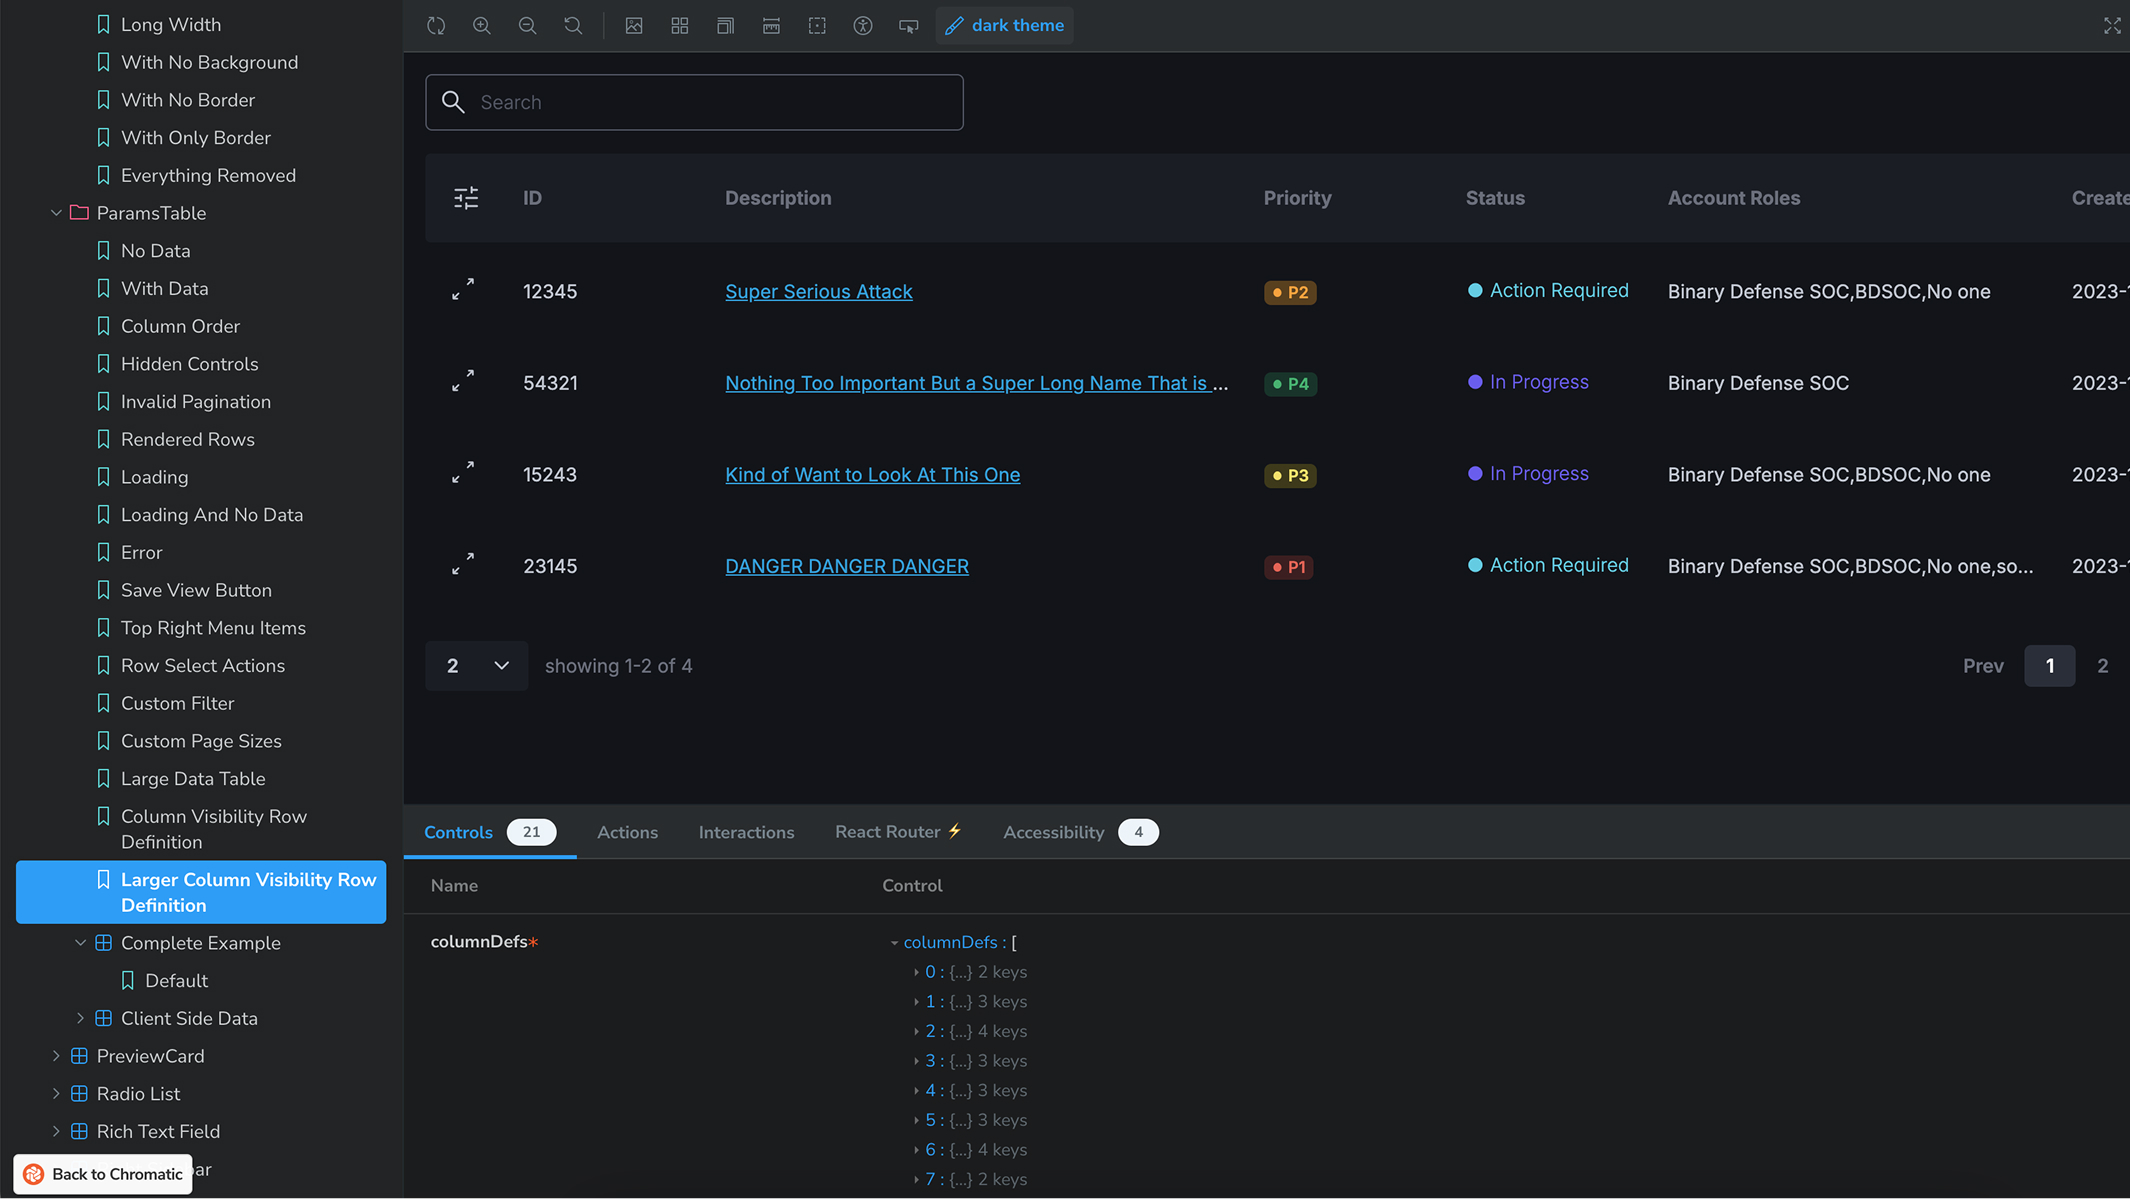 Long Width
With No Background
With No Border
With Only Border
Everything Removed
ParamsTable
No Data
With Data
Column Order
Hidden Controls
Invalid Pagination
Rendered Rows
Loading
Loading And No Data
Error
Save View Button
Top Right Menu Items
Row Select Actions
Custom Filter
Custom Page Sizes
Large Data Table
Column Visibility Row
Definition
Larger Column Visibility Row
Definition
Complete Example
Default
Client Side Data
PreviewCard
Radio List
Rich Text Field
Back to Chromatic
dark theme
Search
ID Description Priority Status Account Roles Create
12345 Super Serious Attack P2 Action Required Binary Defense SOC,BDSOC,No one 2023-1
54321 Nothing Too Important But a Super Long Name That is ... P4 In Progress Binary Defense SOC 2023-1
15243 Kind of Want to Look At This One P3 In Progress Binary Defense SOC,BDSOC,No one 2023-1
23145 DANGER DANGER DANGER P1 Action Required Binary Defense SOC,BDSOC,No one,so... 2023-1
2 showing 1-2 of 4 Prev 1 2
Controls 21 Actions Interactions React Router ⚡ Accessibility 4
Name Control
columnDefs* columnDefs : [
0 : {...} 2 keys
1 : {...} 3 keys
2 : {...} 4 keys
3 : {...} 3 keys
4 : {...} 3 keys
5 : {...} 3 keys
6 : {...} 4 keys
7 : {...} 2 keys